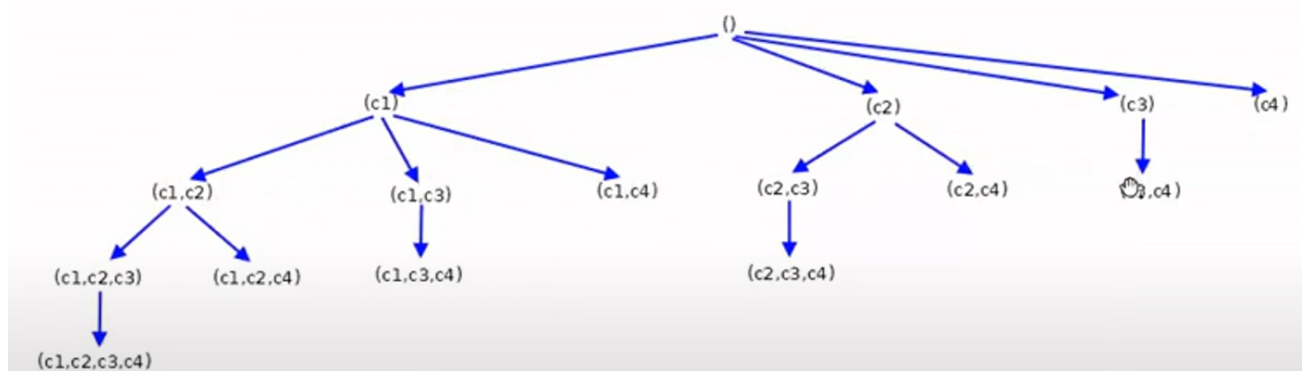 ()
(c1) (c2) (c3) (c4)
(c1,c2) (c1,c3) (c1,c4) (c2,c3) (c2,c4) ,c4)
(c1,c2,c3) (c1,c2,c4) (c1,c3,c4) (c2,c3,c4)
(c1,c2,c3,c4)